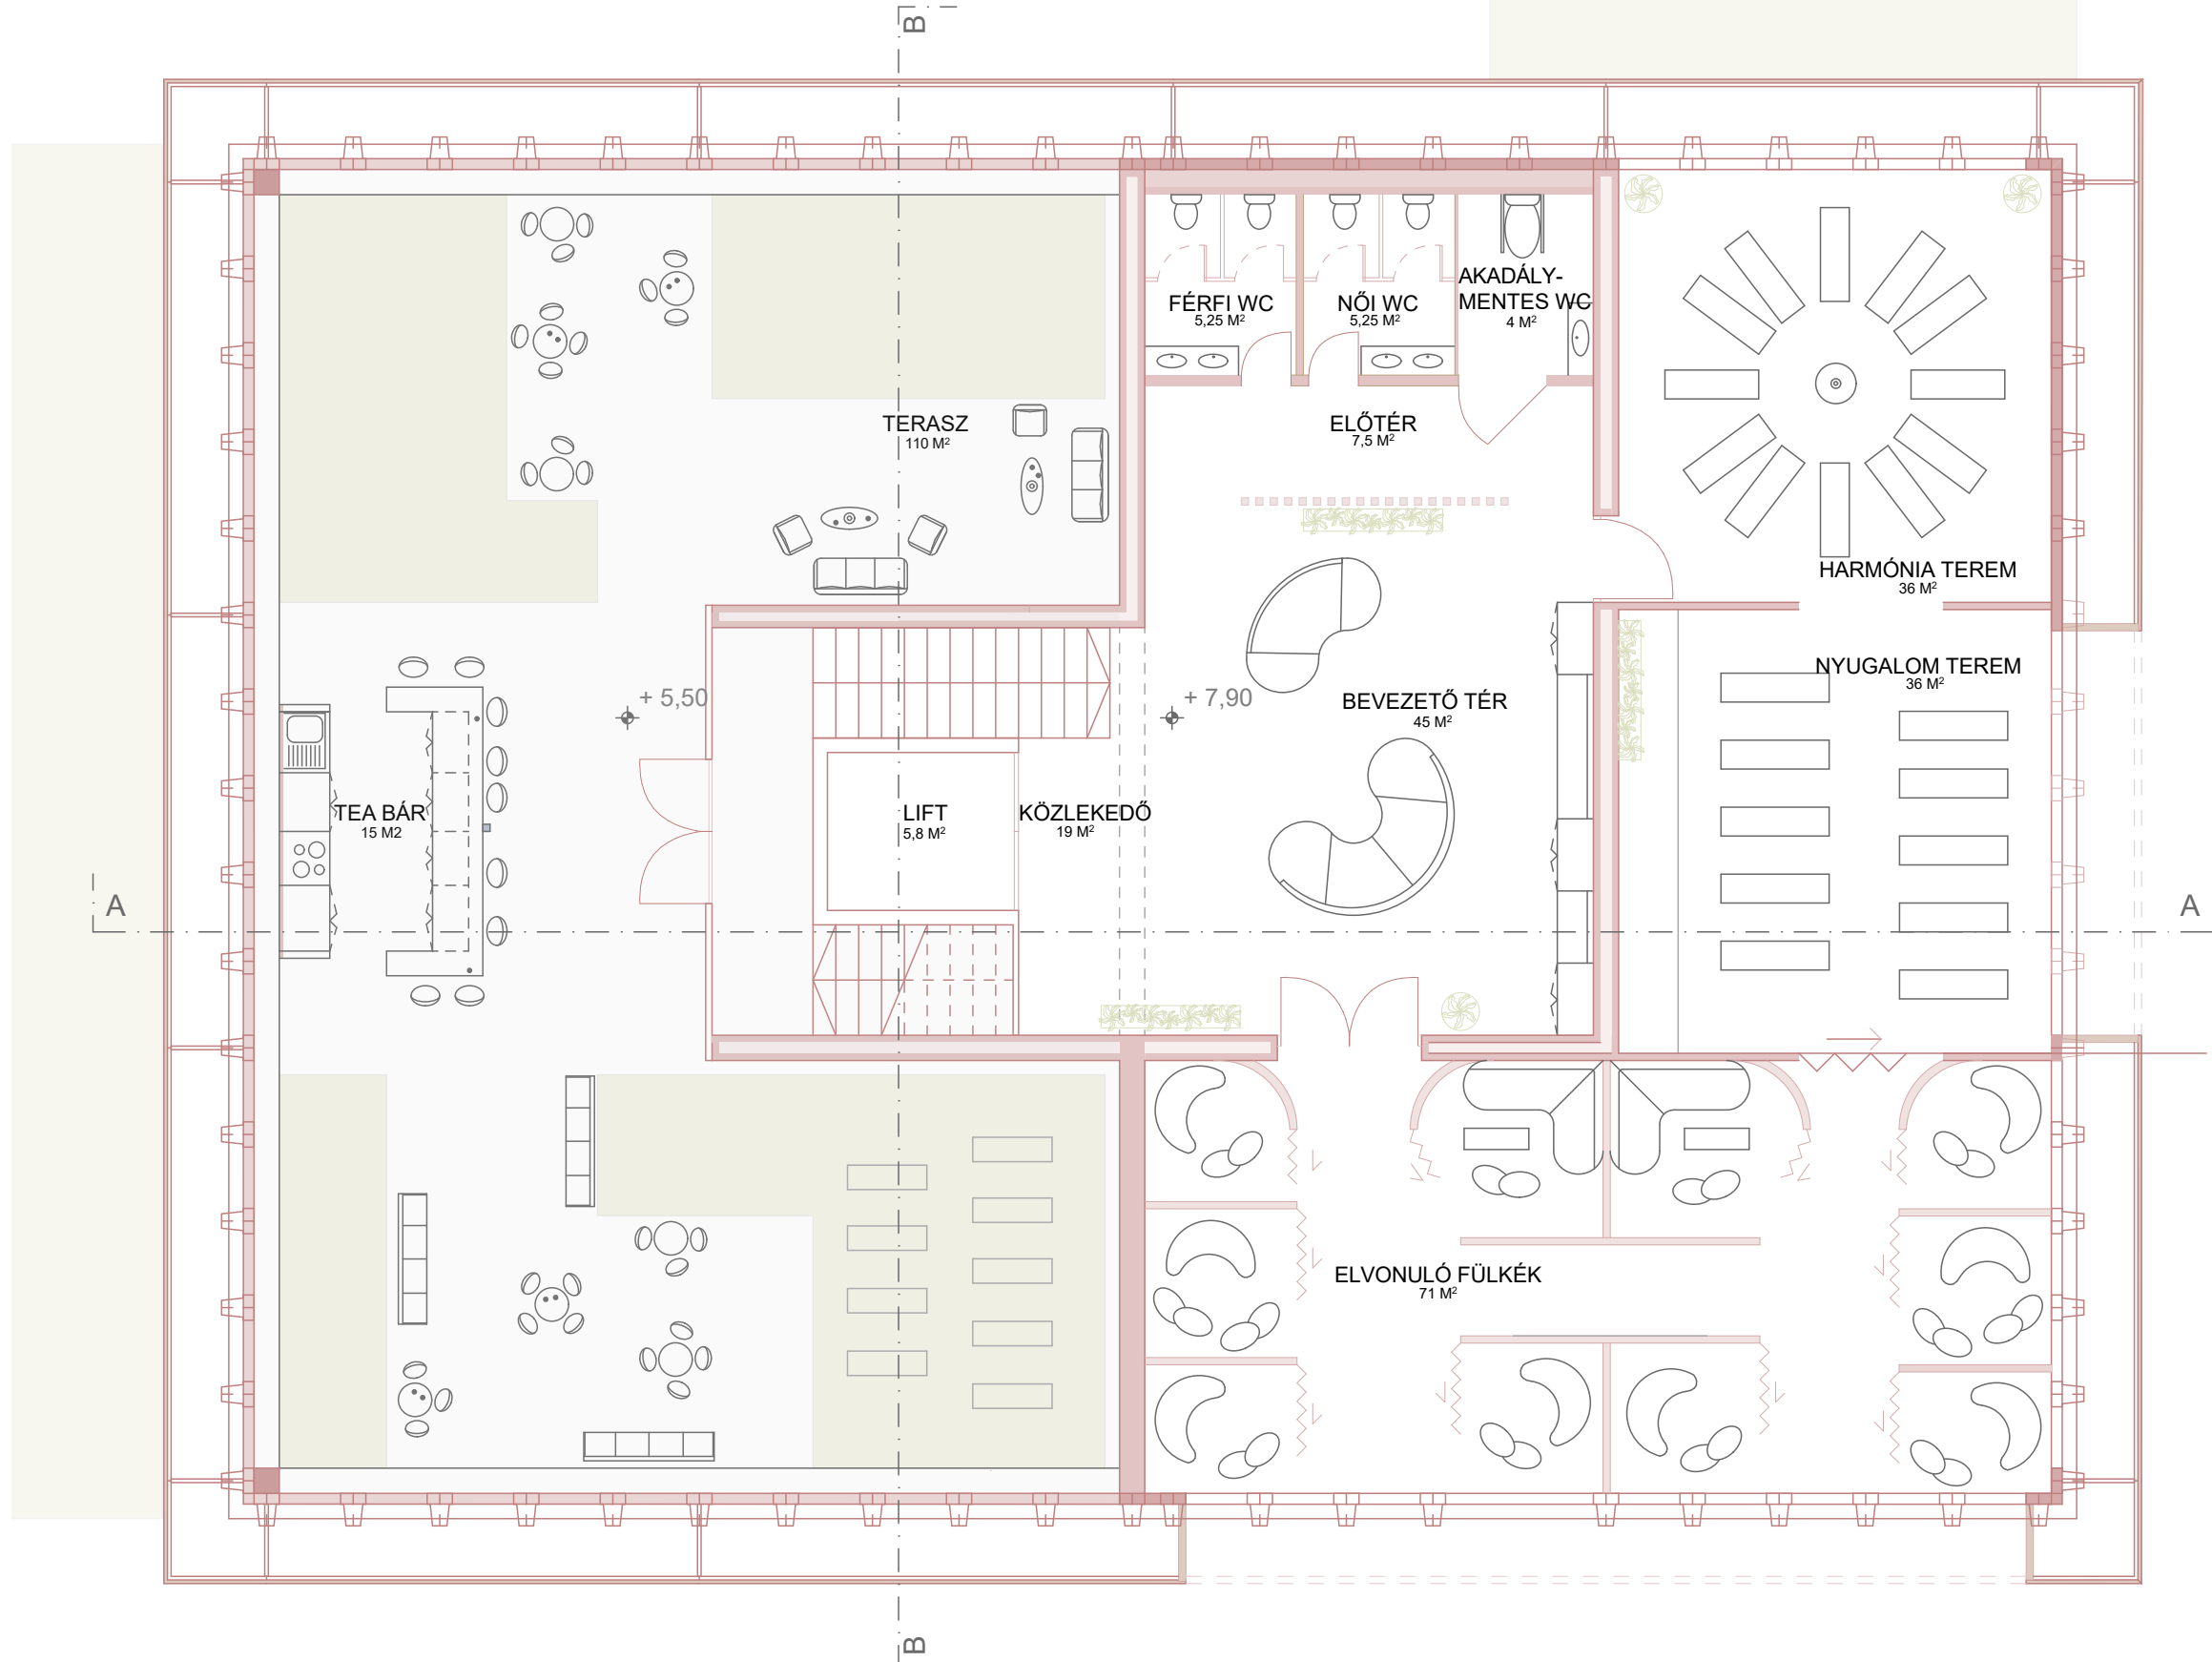 B
FÉRFI WC
5,25 M²
NŐI WC
5,25 M²
AKADÁLY-
MENTES WC
4 M²
TERASZ
110 M²
ELŐTÉR
7,5 M²
HARMÓNIA TEREM
36 M²
NYUGALOM TEREM
36 M²
+ 5,50
+ 7,90
BEVEZETŐ TÉR
45 M²
TEA BÁR
15 M2
LIFT
5,8 M²
KÖZLEKEDŐ
19 M²
A
A
ELVONULÓ FÜLKÉK
71 M²
B